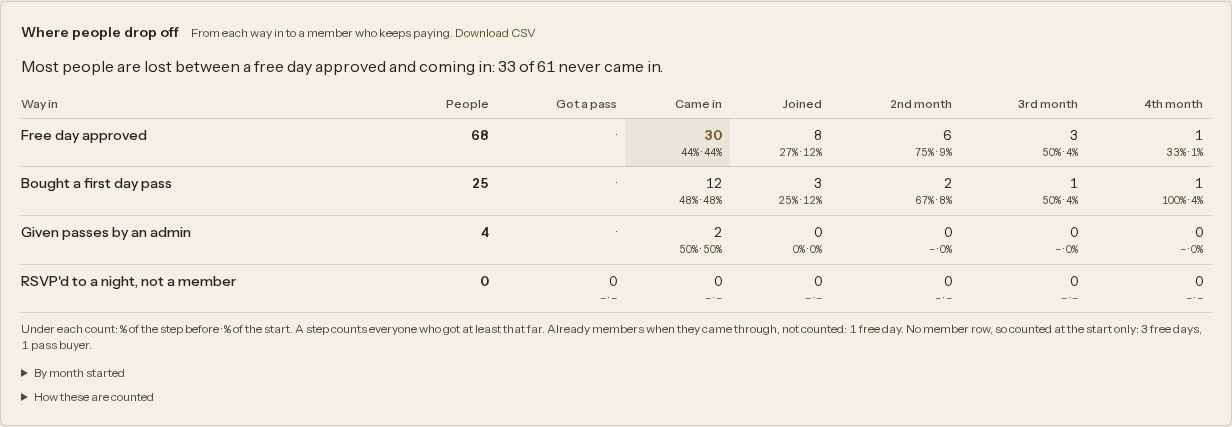 Where people drop off From each way in to a member who keeps paying. Download CSV
Most people are lost between a free day approved and coming in: 33 of 61 never came in.
Way in People Got a pass Came in Joined 2nd month 3rd month 4th month
Free day approved 68 · 30 8 6 3 1
44% · 44% 27% · 12% 75% · 9% 50% · 4% 33% · 1%
Bought a first day pass 25 · 12 3 2 1 1
48% · 48% 25% · 12% 67% · 8% 50% · 4% 100% · 4%
Given passes by an admin 4 · 2 0 0 0 0
50% · 50% 0% · 0% – · 0% – · 0% – · 0%
RSVP'd to a night, not a member 0 0 0 0 0 0 0
– · – – · – – · – – · – – · – – · –
Under each count: % of the step before · % of the start. A step counts everyone who got at least that far. Already members when they came through, not counted: 1 free day. No member row, so counted at the start only: 3 free days,
1 pass buyer.
▶ By month started
▶ How these are counted